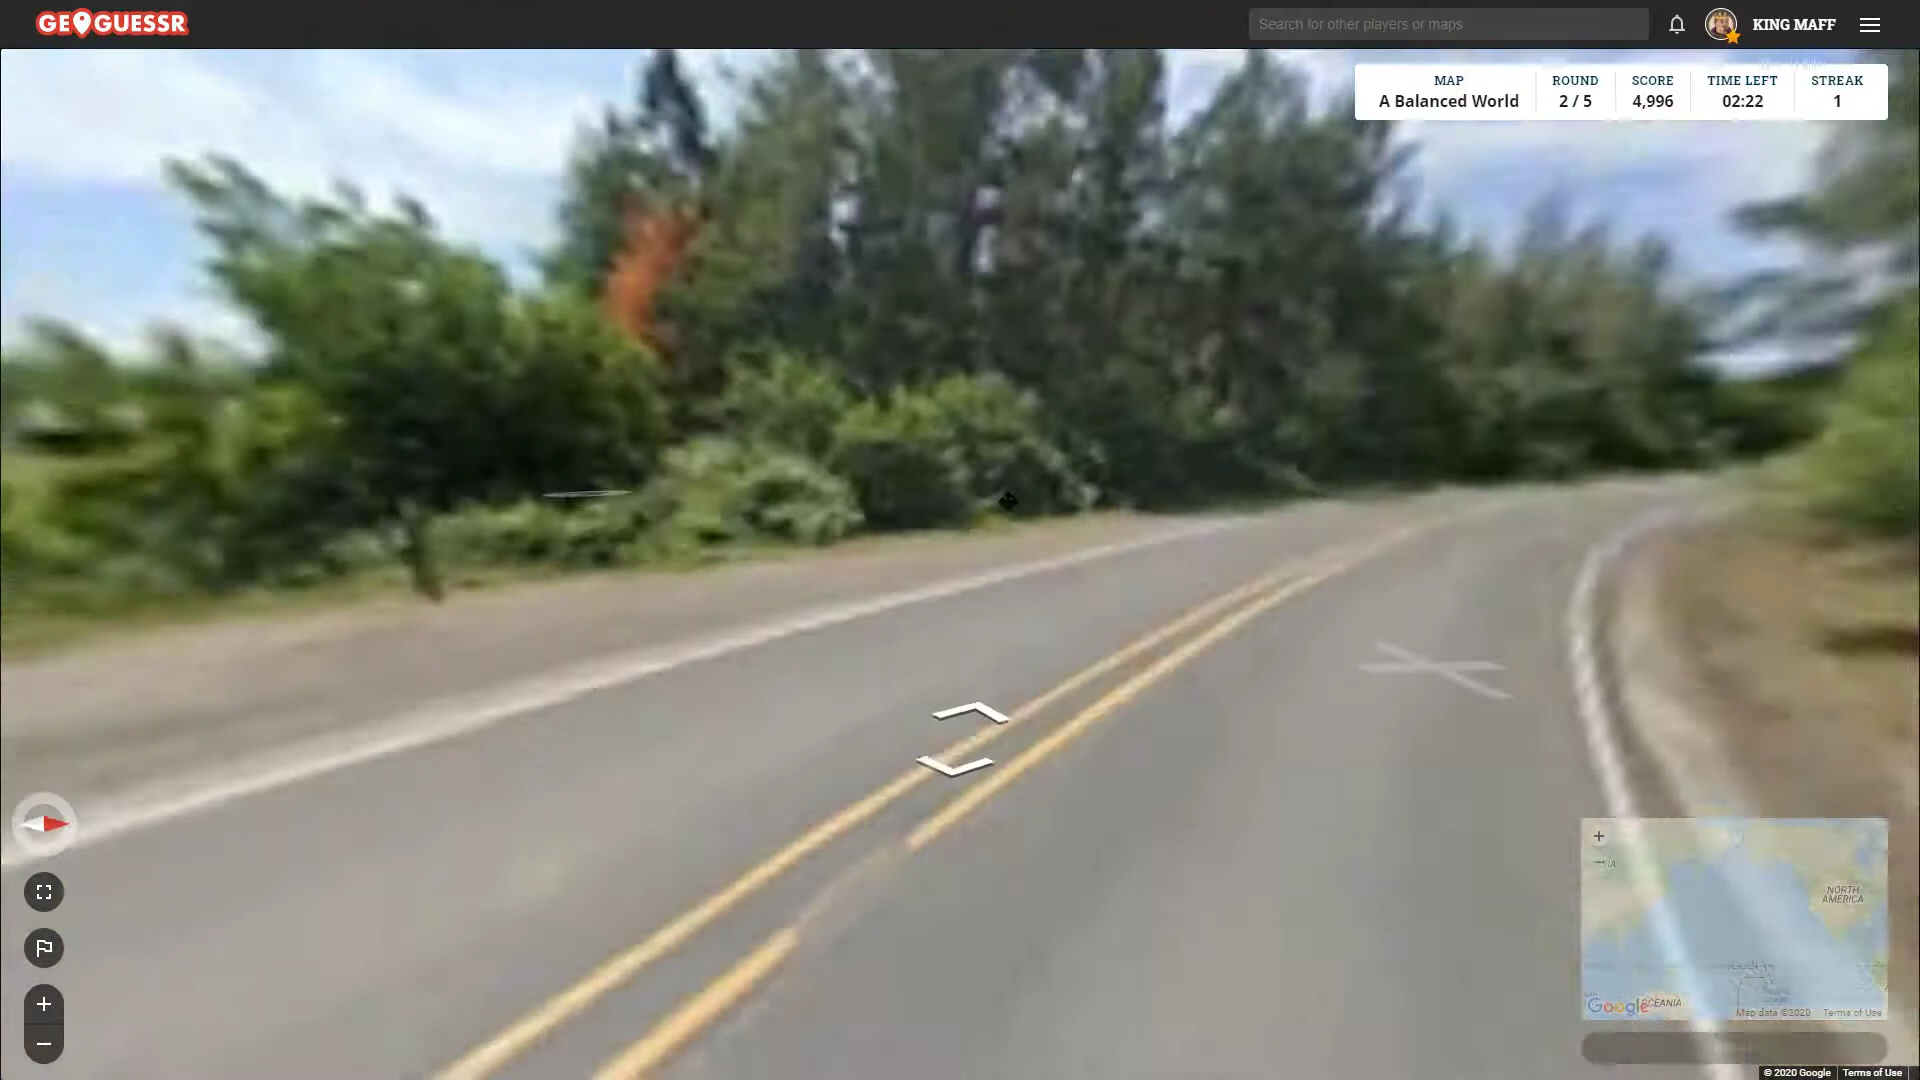 GEOGUESSR
Search for other players or maps
KING MAFF
MAP
A Balanced World
ROUND
2 / 5
SCORE
4,996
TIME LEFT
02:22
STREAK
1
NORTH
AMERICA
OCEANIA
Google
Map data ©2020
Terms of Use
© 2020 Google
Terms of Use